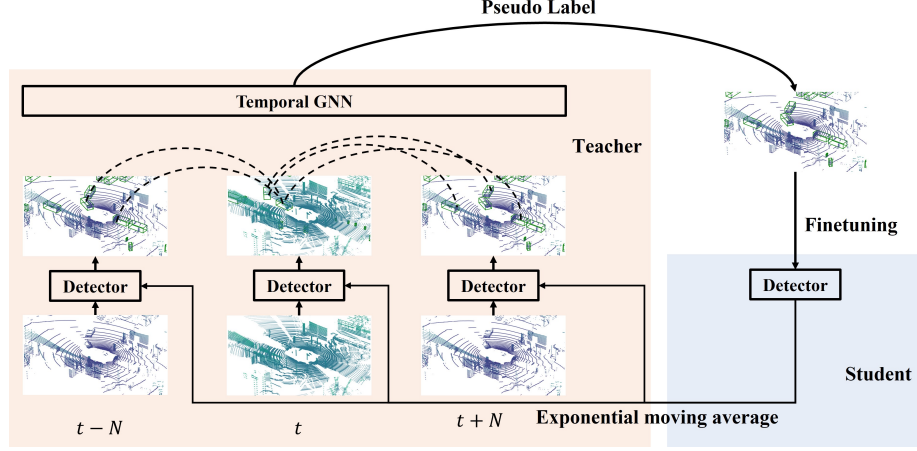 Pseudo Label
Temporal GNN
Teacher
Finetuning
Detector
Detector
Detector
Detector
Student
Exponential moving average
t − N
t
t + N